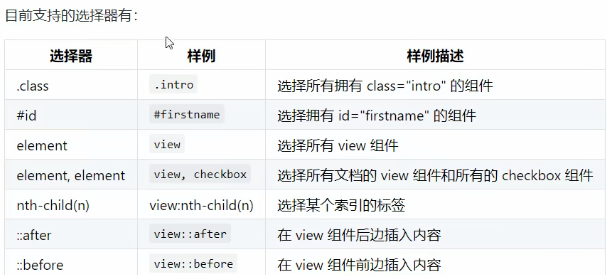 目前支持的选择器有：
选择器 样例 样例描述
.class .intro 选择所有拥有 class="intro" 的组件
#id #firstname 选择拥有 id="firstname" 的组件
element view 选择所有 view 组件
element, element view, checkbox 选择所有文档的 view 组件和所有的 checkbox 组件
nth-child(n) view:nth-child(n) 选择某个索引的标签
::after view::after 在 view 组件后边插入内容
::before view::before 在 view 组件前边插入内容